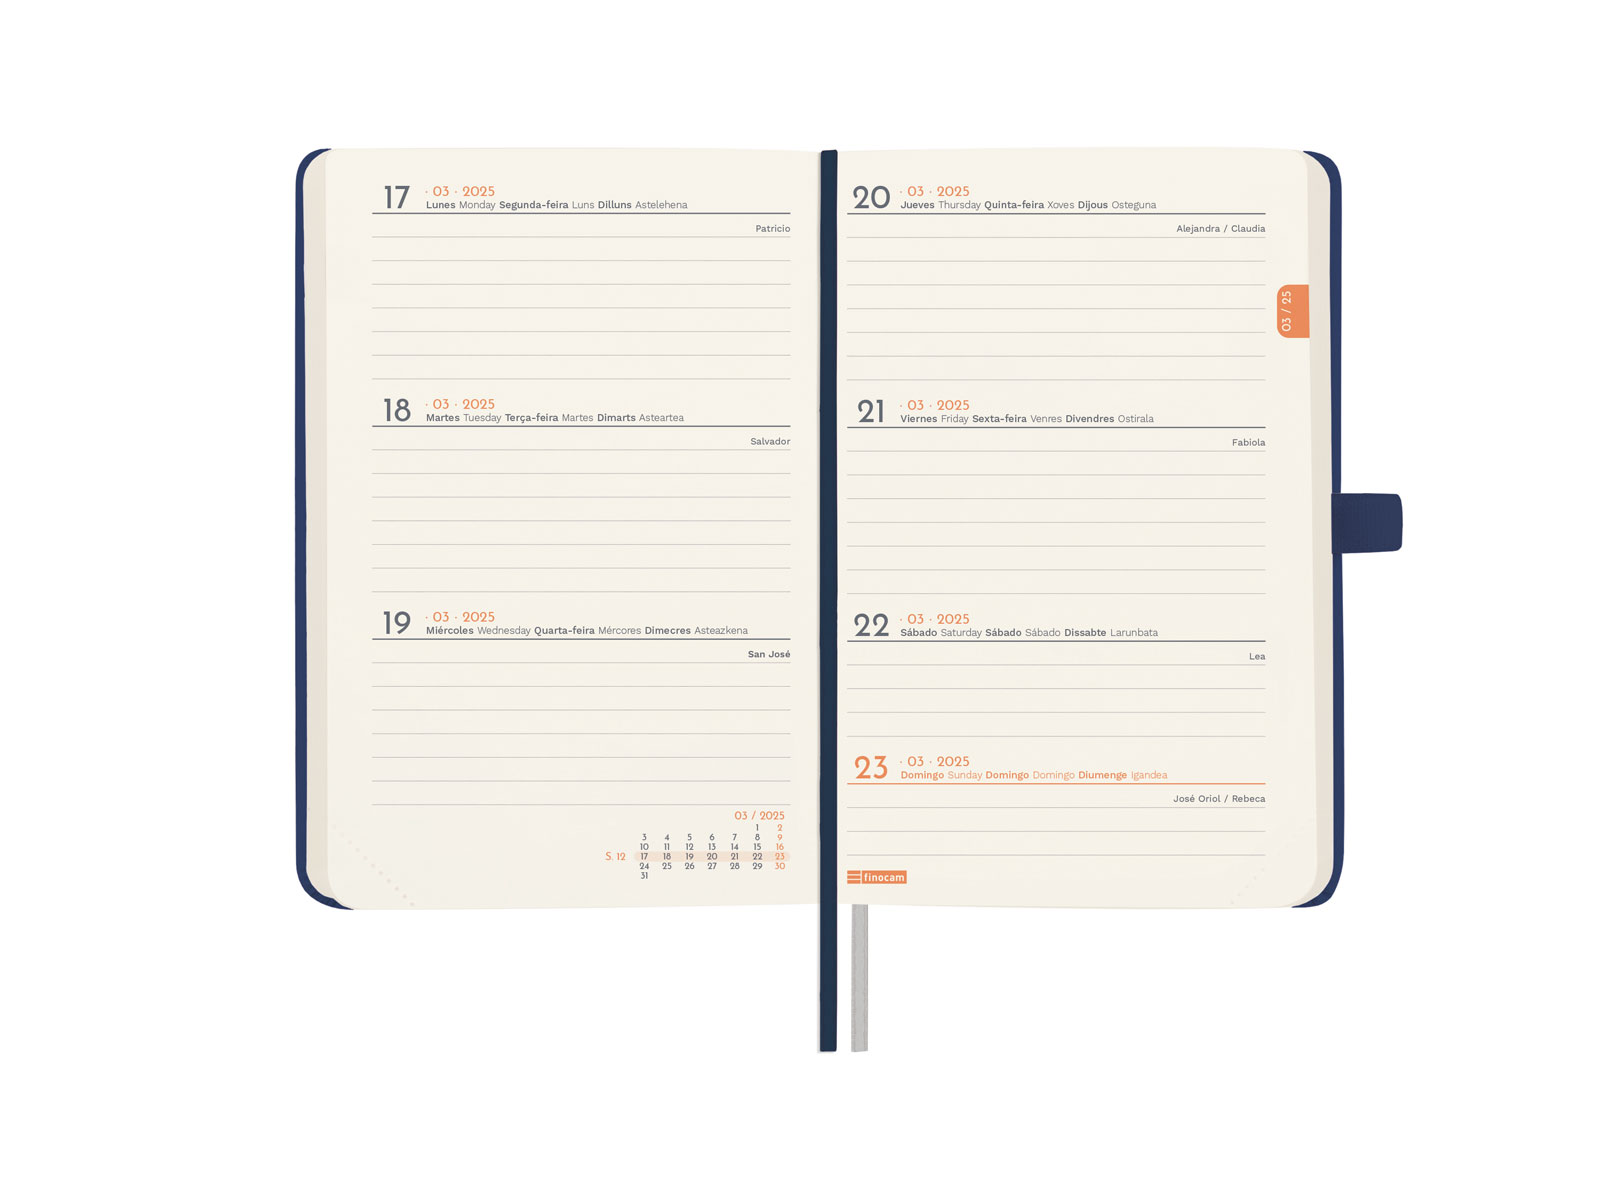 17 · 03 · 2025
Lunes Monday Segunda-feira Luns Dilluns Astelehena
Patricio
18 · 03 · 2025
Martes Tuesday Terça-feira Martes Dimarts Asteartea
Salvador
19 · 03 · 2025
Miércoles Wednesday Quarta-feira Mércores Dimecres Asteazkena
San José
03 / 2025
1 2
3 4 5 6 7 8 9
10 11 12 13 14 15 16
S. 12 17 18 19 20 21 22 23
24 25 26 27 28 29 30
31
20 · 03 · 2025
Jueves Thursday Quinta-feira Xoves Dijous Osteguna
Alejandra / Claudia
03 / 25
21 · 03 · 2025
Viernes Friday Sexta-feira Venres Divendres Ostirala
Fabiola
22 · 03 · 2025
Sábado Saturday Sábado Sábado Dissabte Larunbata
Lea
23 · 03 · 2025
Domingo Sunday Domingo Domingo Diumenge Igandea
José Oriol / Rebeca
finocam